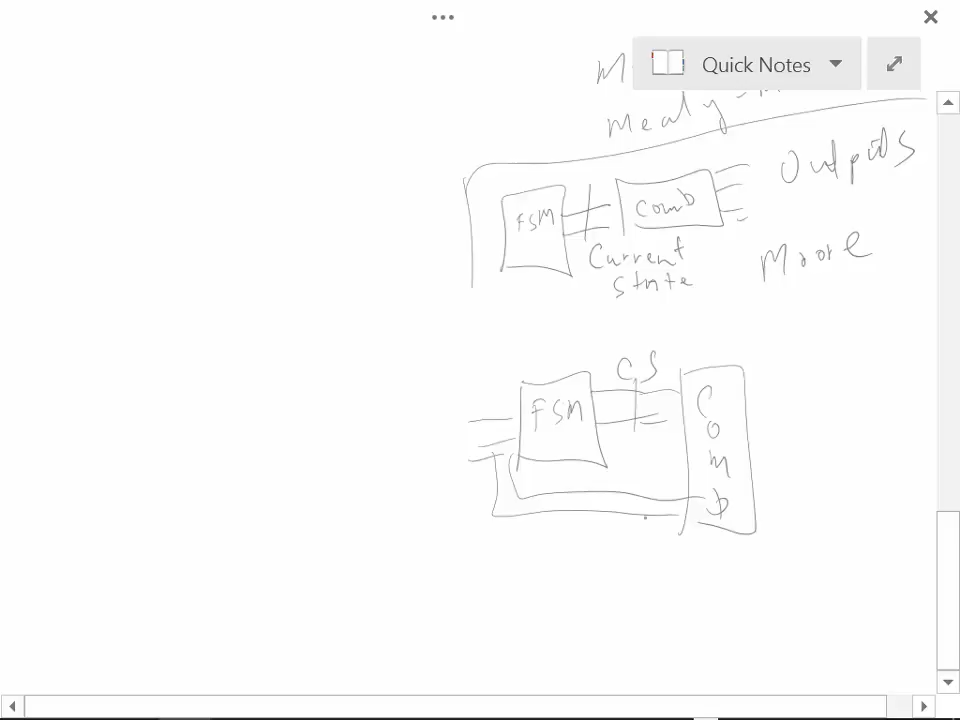 Quick Notes
Mealy -
Outputs
FSM
Comb
Current
State
Moore
CS
FSM
Comb